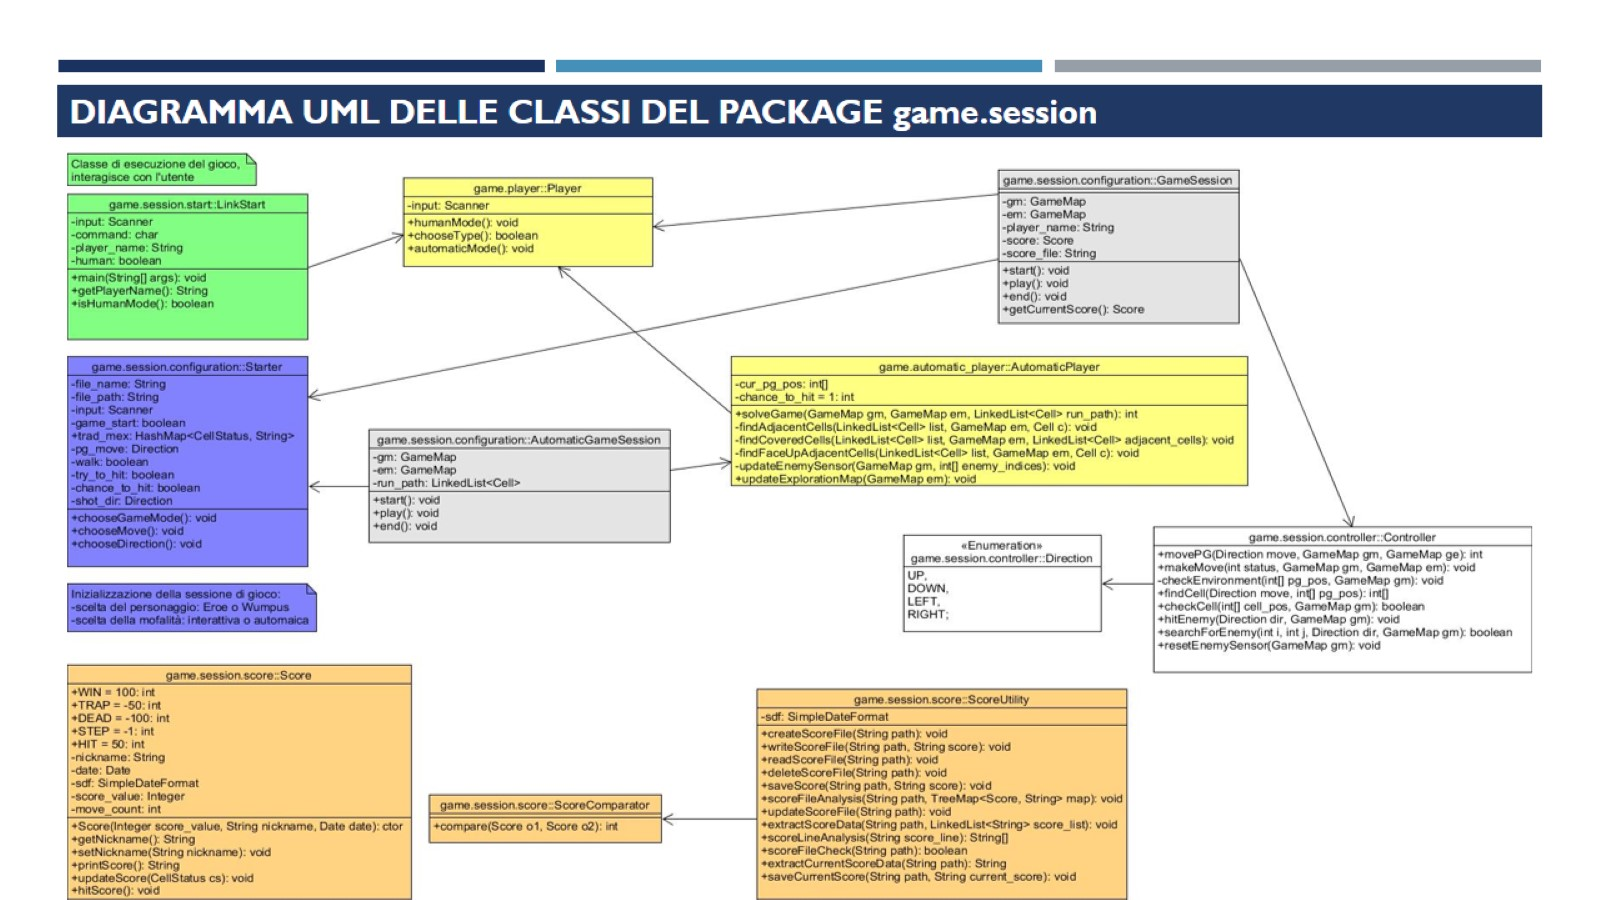 DIAGRAMMA UML DELLE CLASSI DEL PACKAGE game.session
Classe di esecuzione del gioco,
interagisce con l'utente
game.session.start::LinkStart
-input: Scanner
-command: char
-player_name: String
-human: boolean
+main(String[] args): void
+getPlayerName(): String
+isHumanMode(): boolean
game.player::Player
-input: Scanner
+humanMode(): void
+chooseType(): boolean
+automaticMode(): void
game.session.configuration::GameSession
-gm: GameMap
-em: GameMap
-player_name: String
-score: Score
-score_file: String
+start(): void
+play(): void
+end(): void
+getCurrentScore(): Score
game.session.configuration::Starter
-file_name: String
-file_path: String
-input: Scanner
-game_start: boolean
+trad_mex: HashMap<CellStatus, String>
-pg_move: Direction
-walk: boolean
-try_to_hit: boolean
-chance_to_hit: boolean
-shot_dir: Direction
+chooseGameMode(): void
+chooseMove(): void
+chooseDirection(): void
game.session.configuration::AutomaticGameSession
-gm: GameMap
-em: GameMap
-run_path: LinkedList<Cell>
+start(): void
+play(): void
+end(): void
game.automatic_player::AutomaticPlayer
-cur_pg_pos: int[]
-chance_to_hit = 1: int
+solveGame(GameMap gm, GameMap em, LinkedList<Cell> run_path): int
-findAdjacentCells(LinkedList<Cell> list, GameMap em, Cell c): void
-findCoveredCells(LinkedList<Cell> list, GameMap em, LinkedList<Cell> adjacent_cells): void
-findFaceUpAdjacentCells(LinkedList<Cell> list, GameMap em, Cell c): void
-updateEnemySensor(GameMap gm, int[] enemy_indices): void
+updateExplorationMap(GameMap em): void
«Enumeration»
game.session.controller::Direction
UP,
DOWN,
LEFT,
RIGHT;
game.session.controller::Controller
+movePG(Direction move, GameMap gm, GameMap ge): int
+makeMove(int status, GameMap gm, GameMap em): void
-checkEnvironment(int[] pg_pos, GameMap gm): void
+findCell(Direction move, int[] pg_pos): int[]
+checkCell(int[] cell_pos, GameMap gm): boolean
+hitEnemy(Direction dir, GameMap gm): void
+searchForEnemy(int i, int j, Direction dir, GameMap gm): boolean
+resetEnemySensor(GameMap gm): void
Inizializzazione della sessione di gioco:
-scelta del personaggio: Eroe o Wumpus
-scelta della mofalità: interattiva o automaica
game.session.score::Score
+WIN = 100: int
+TRAP = -50: int
+DEAD = -100: int
+STEP = -1: int
+HIT = 50: int
-nickname: String
-date: Date
-sdf: SimpleDateFormat
-score_value: Integer
-move_count: int
+Score(Integer score_value, String nickname, Date date): ctor
+getNickname(): String
+setNickname(String nickname): void
+printScore(): String
+updateScore(CellStatus cs): void
+hitScore(): void
game.session.score::ScoreComparator
+compare(Score o1, Score o2): int
game.session.score::ScoreUtility
-sdf: SimpleDateFormat
+createScoreFile(String path): void
+writeScoreFile(String path, String score): void
+readScoreFile(String path): void
+deleteScoreFile(String path): void
+saveScore(String path, String score): void
+scoreFileAnalysis(String path, TreeMap<Score, String> map): void
+updateScoreFile(String path): void
+extractScoreData(String path, LinkedList<String> score_list): void
+scoreLineAnalysis(String score_line): String[]
+scoreFileCheck(String path): boolean
+extractCurrentScoreData(String path): String
+saveCurrentScore(String path, String current_score): void